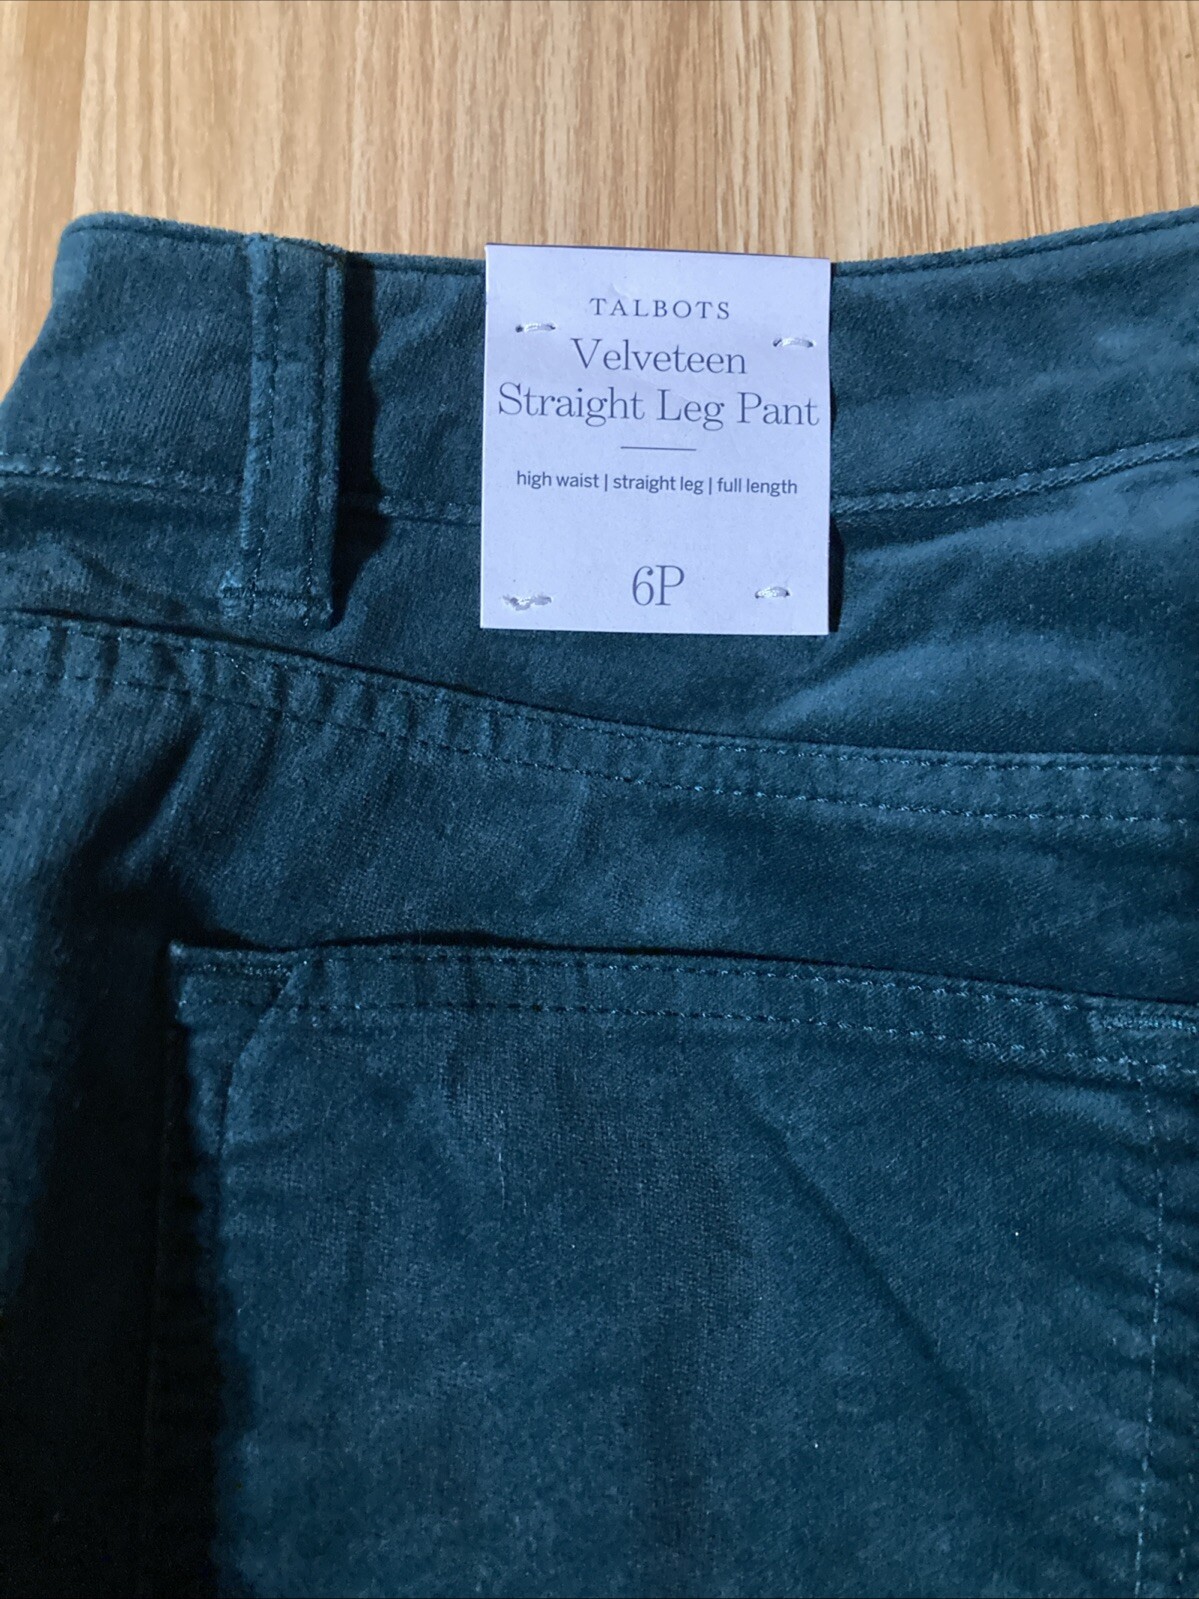 TALBOTS
Velveteen
Straight Leg Pant
high waist | straight leg | full length
6P